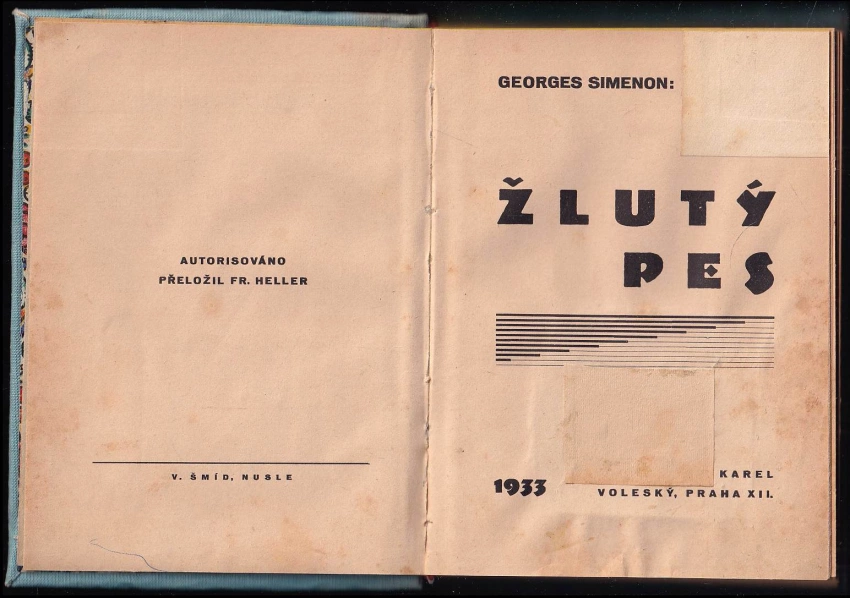 AUTORISOVÁNO
PŘELOŽIL FR. HELLER
V. ŠMÍD, NUSLE
GEORGES SIMENON:
ŽLUTÝ
PES
1933
KAREL
VOLESKÝ, PRAHA XII.